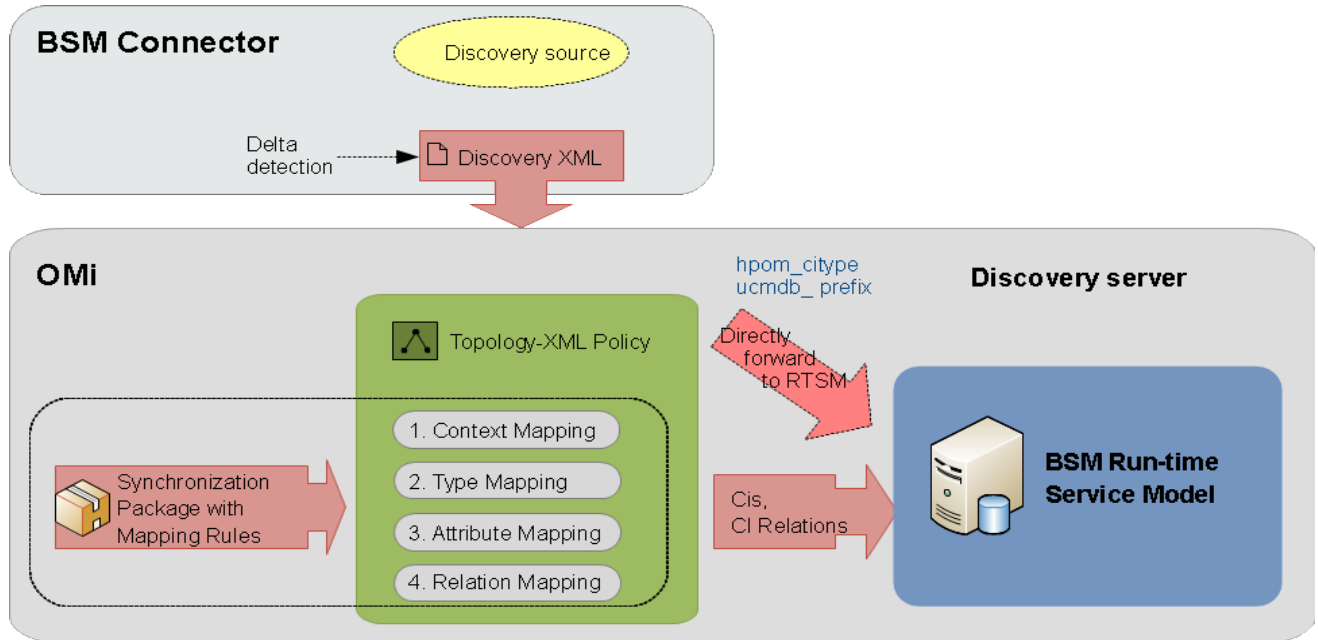 BSM Connector
Discovery source
Delta
detection
Discovery XML
OMi
hpom_citype
ucmdb_ prefix
Discovery server
Topology-XML Policy
Directly
forward
to RTSM
1. Context Mapping
2. Type Mapping
3. Attribute Mapping
4. Relation Mapping
Synchronization
Package with
Mapping Rules
Cis,
CI Relations
BSM Run-time
Service Model